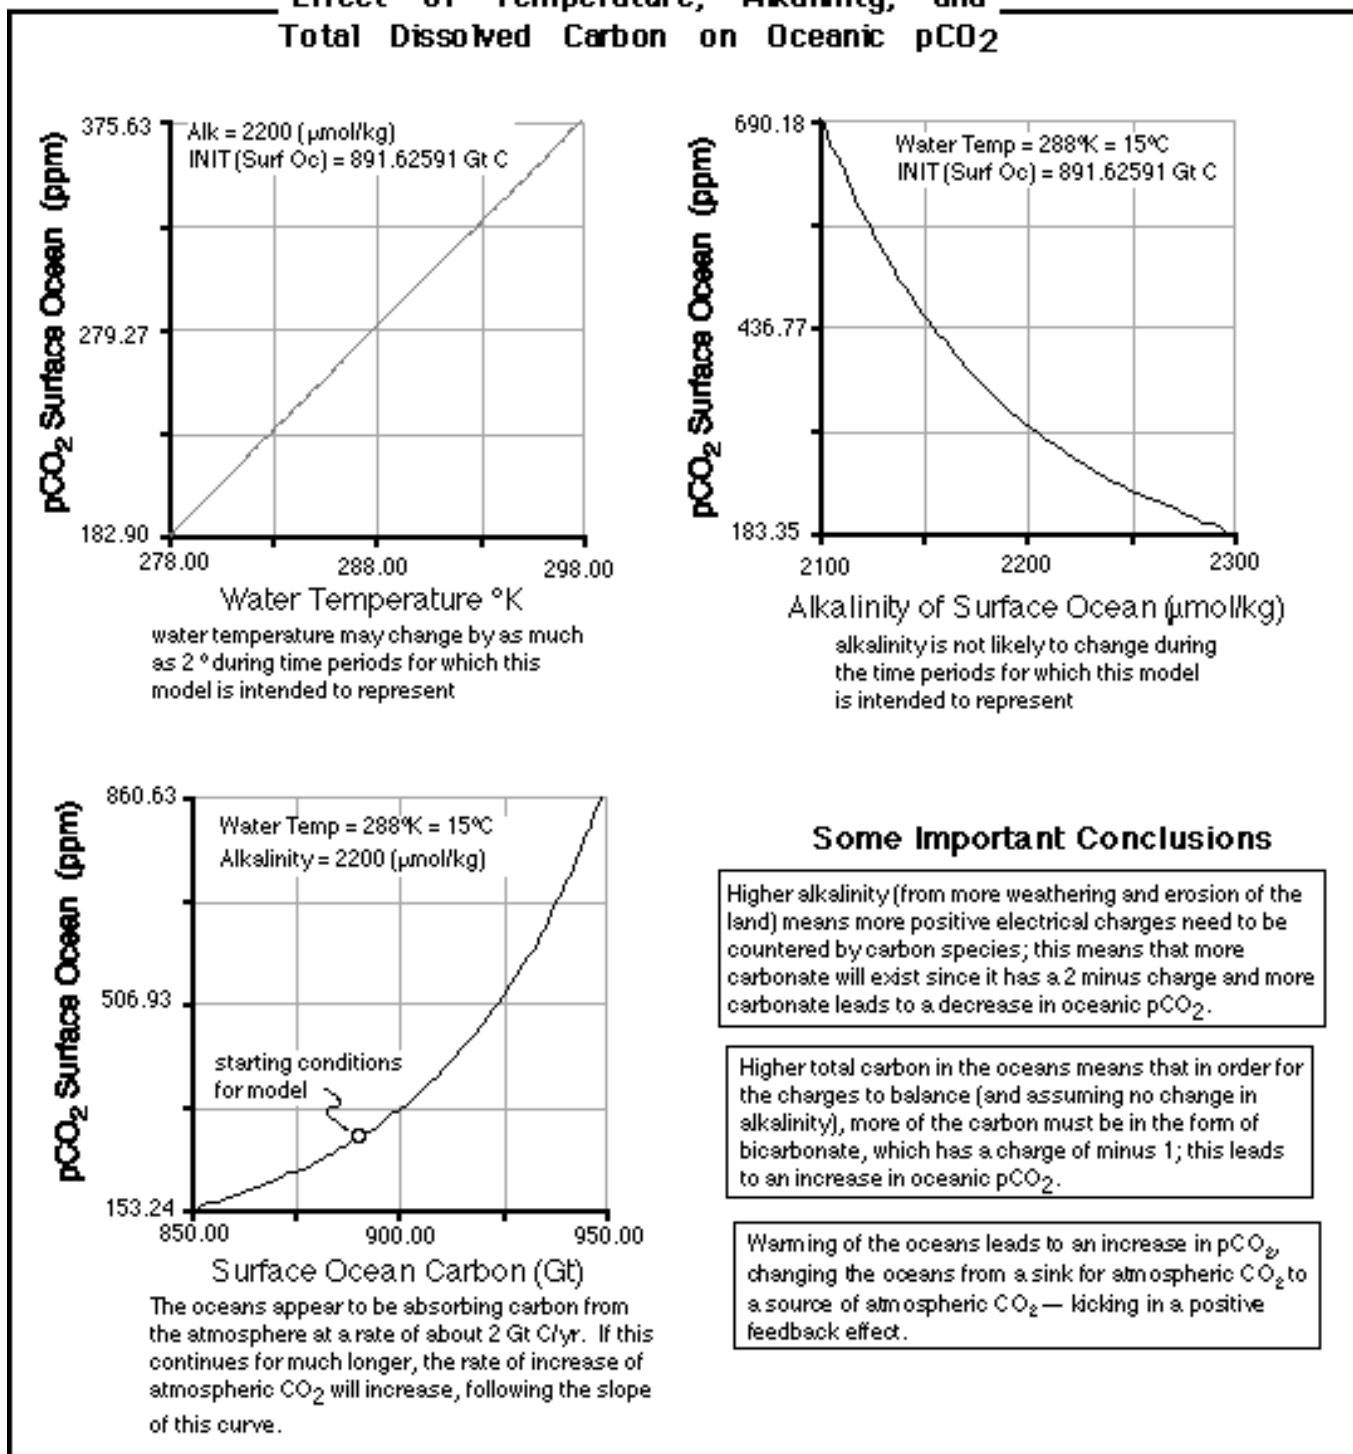 Effect of Temperature, Alkalinity, and
Total Dissolved Carbon on Oceanic pCO2
pCO2 Surface Ocean (ppm)
375.63
279.27
182.90
Alk = 2200 (µmol/kg)
INIT(Surf Oc) = 891.62591 Gt C
278.00
288.00
298.00
Water Temperature °K
water temperature may change by as much
as 2 ° during time periods for which this
model is intended to represent
pCO2 Surface Ocean (ppm)
690.18
436.77
183.35
Water Temp = 288°K = 15°C
INIT(Surf Oc) = 891.62591 Gt C
2100
2200
2300
Alkalinity of Surface Ocean (µmol/kg)
alkalinity is not likely to change during
the time periods for which this model
is intended to represent
pCO2 Surface Ocean (ppm)
860.63
506.93
153.24
Water Temp = 288°K = 15°C
Alkalinity = 2200 (µmol/kg)
starting conditions
for model
850.00
900.00
950.00
Surface Ocean Carbon (Gt)
The oceans appear to be absorbing carbon from
the atmosphere at a rate of about 2 Gt C/yr. If this
continues for much longer, the rate of increase of
atmospheric CO2 will increase, following the slope
of this curve.
Some Important Conclusions
Higher alkalinity (from more weathering and erosion of the
land) means more positive electrical charges need to be
countered by carbon species; this means that more
carbonate will exist since it has a 2 minus charge and more
carbonate leads to a decrease in oceanic pCO2.
Higher total carbon in the oceans means that in order for
the charges to balance (and assuming no change in
alkalinity), more of the carbon must be in the form of
bicarbonate, which has a charge of minus 1; this leads
to an increase in oceanic pCO2.
Warming of the oceans leads to an increase in pCO2,
changing the oceans from a sink for atmospheric CO2 to
a source of atmospheric CO2 — kicking in a positive
feedback effect.